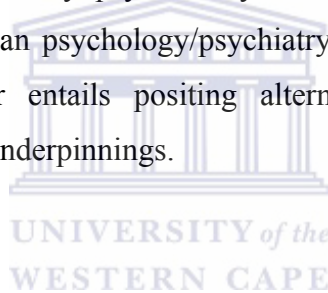 an psychology/psychiatry
entails positing altern
nderpinnings.
UNIVERSITY of the
WESTERN CAPE